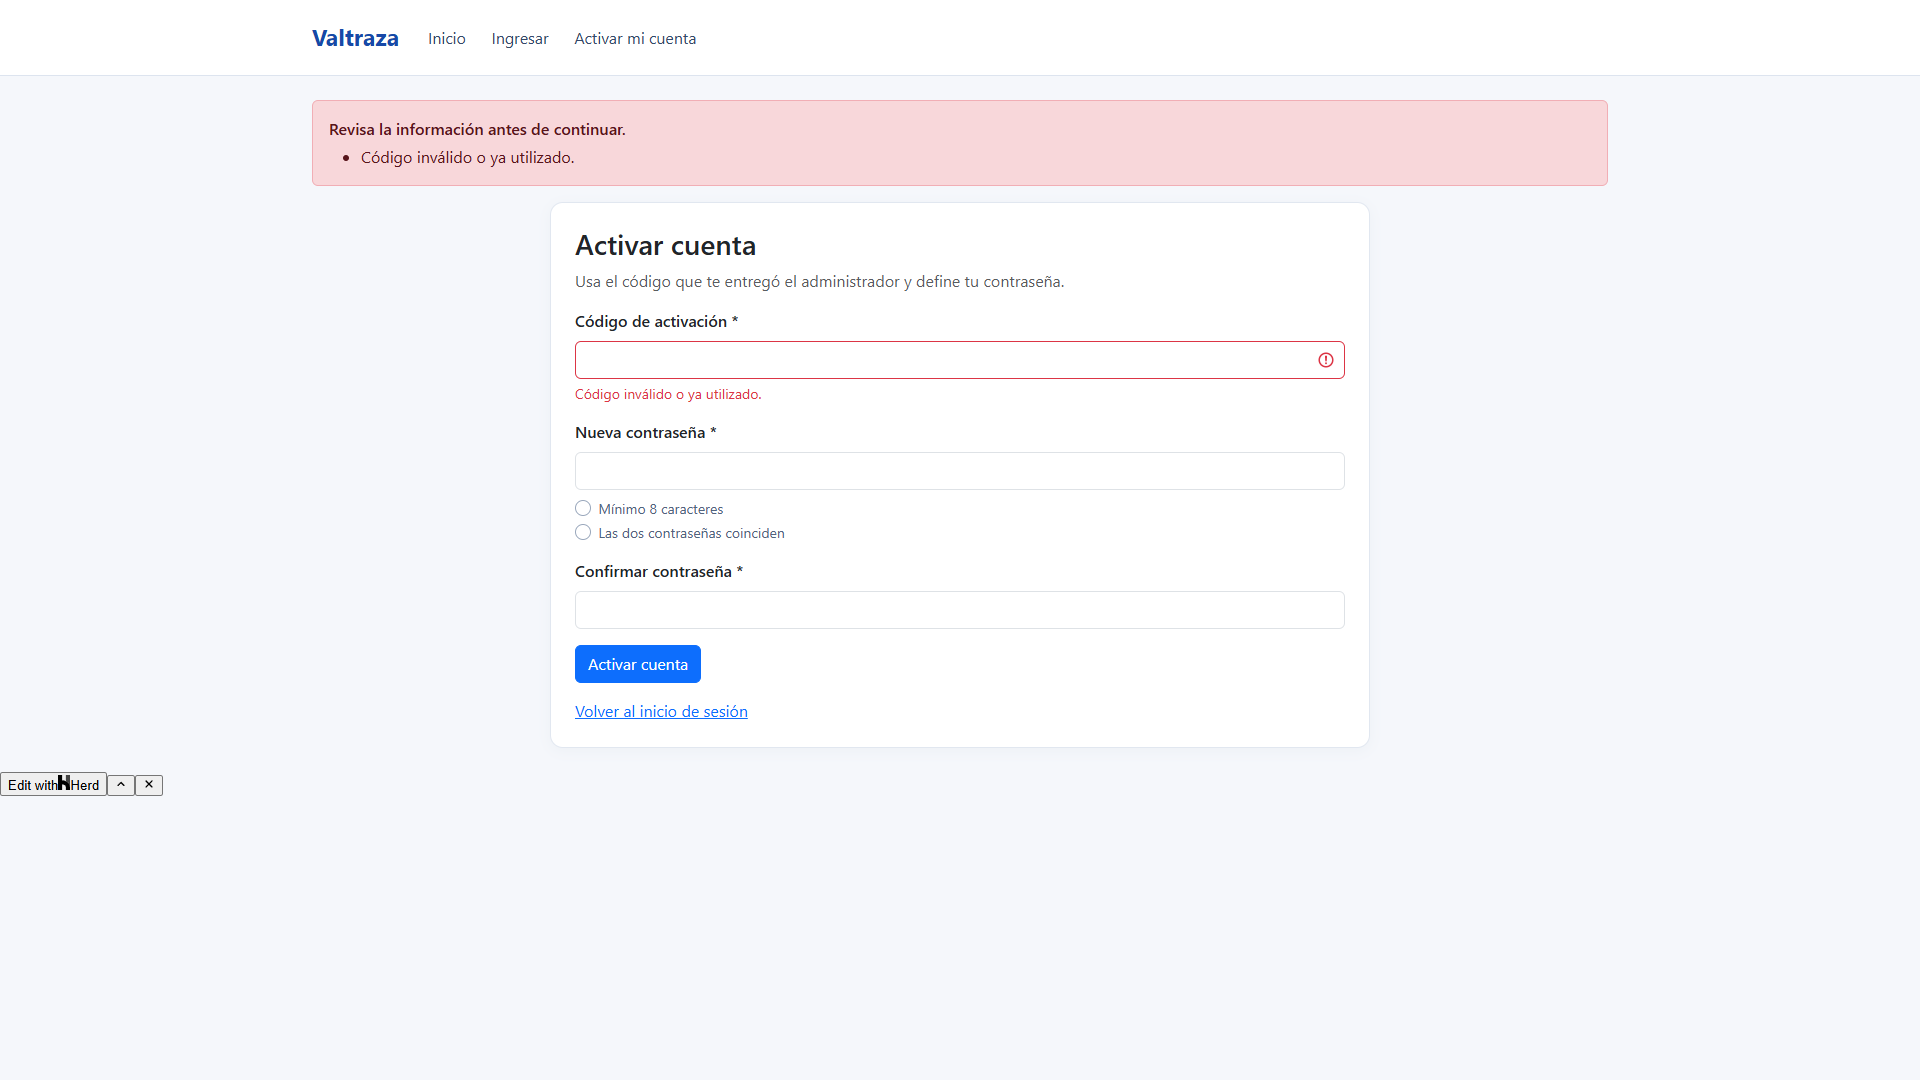 Valtraza Inicio Ingresar Activar mi cuenta
Revisa la información antes de continuar.
• Código inválido o ya utilizado.
Activar cuenta
Usa el código que te entregó el administrador y define tu contraseña.
Código de activación *
Código inválido o ya utilizado.
Nueva contraseña *
Mínimo 8 caracteres
Las dos contraseñas coinciden
Confirmar contraseña *
Activar cuenta
Volver al inicio de sesión
Edit with Herd